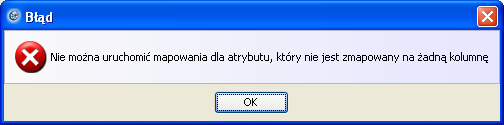 Błąd
Nie można uruchomić mapowania dla atrybutu, który nie jest zmapowany na żadną kolumnę
OK